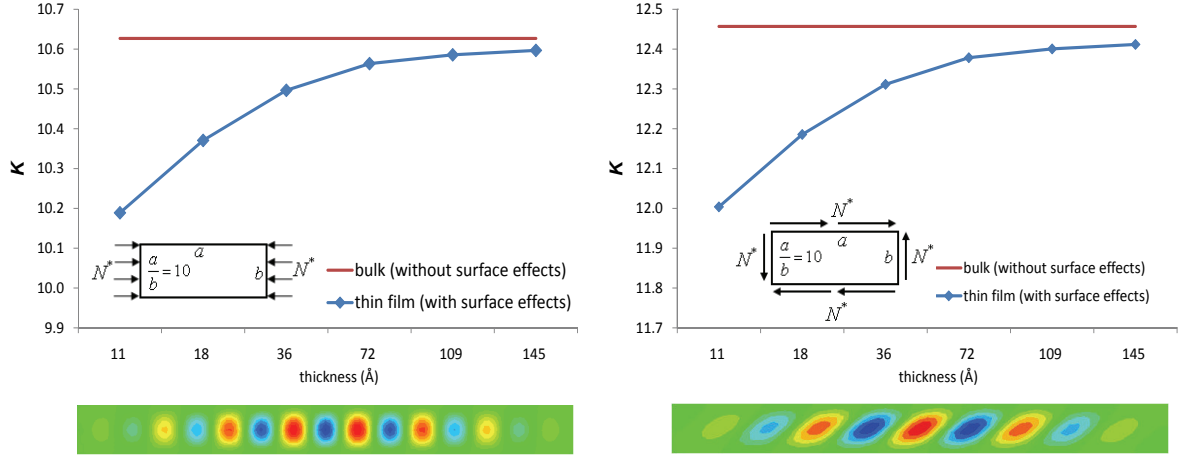 10.7
10.6
10.5
10.4
10.3
10.2
10.1
10.0
9.9
K
N* a/b = 10 a b N*
bulk (without surface effects)
thin film (with surface effects)
11 18 36 72 109 145
thickness (Å)
12.5
12.4
12.3
12.2
12.1
12.0
11.9
11.8
11.7
K
N*
N* a/b = 10 a b N*
N*
bulk (without surface effects)
thin film (with surface effects)
11 18 36 72 109 145
thickness (Å)